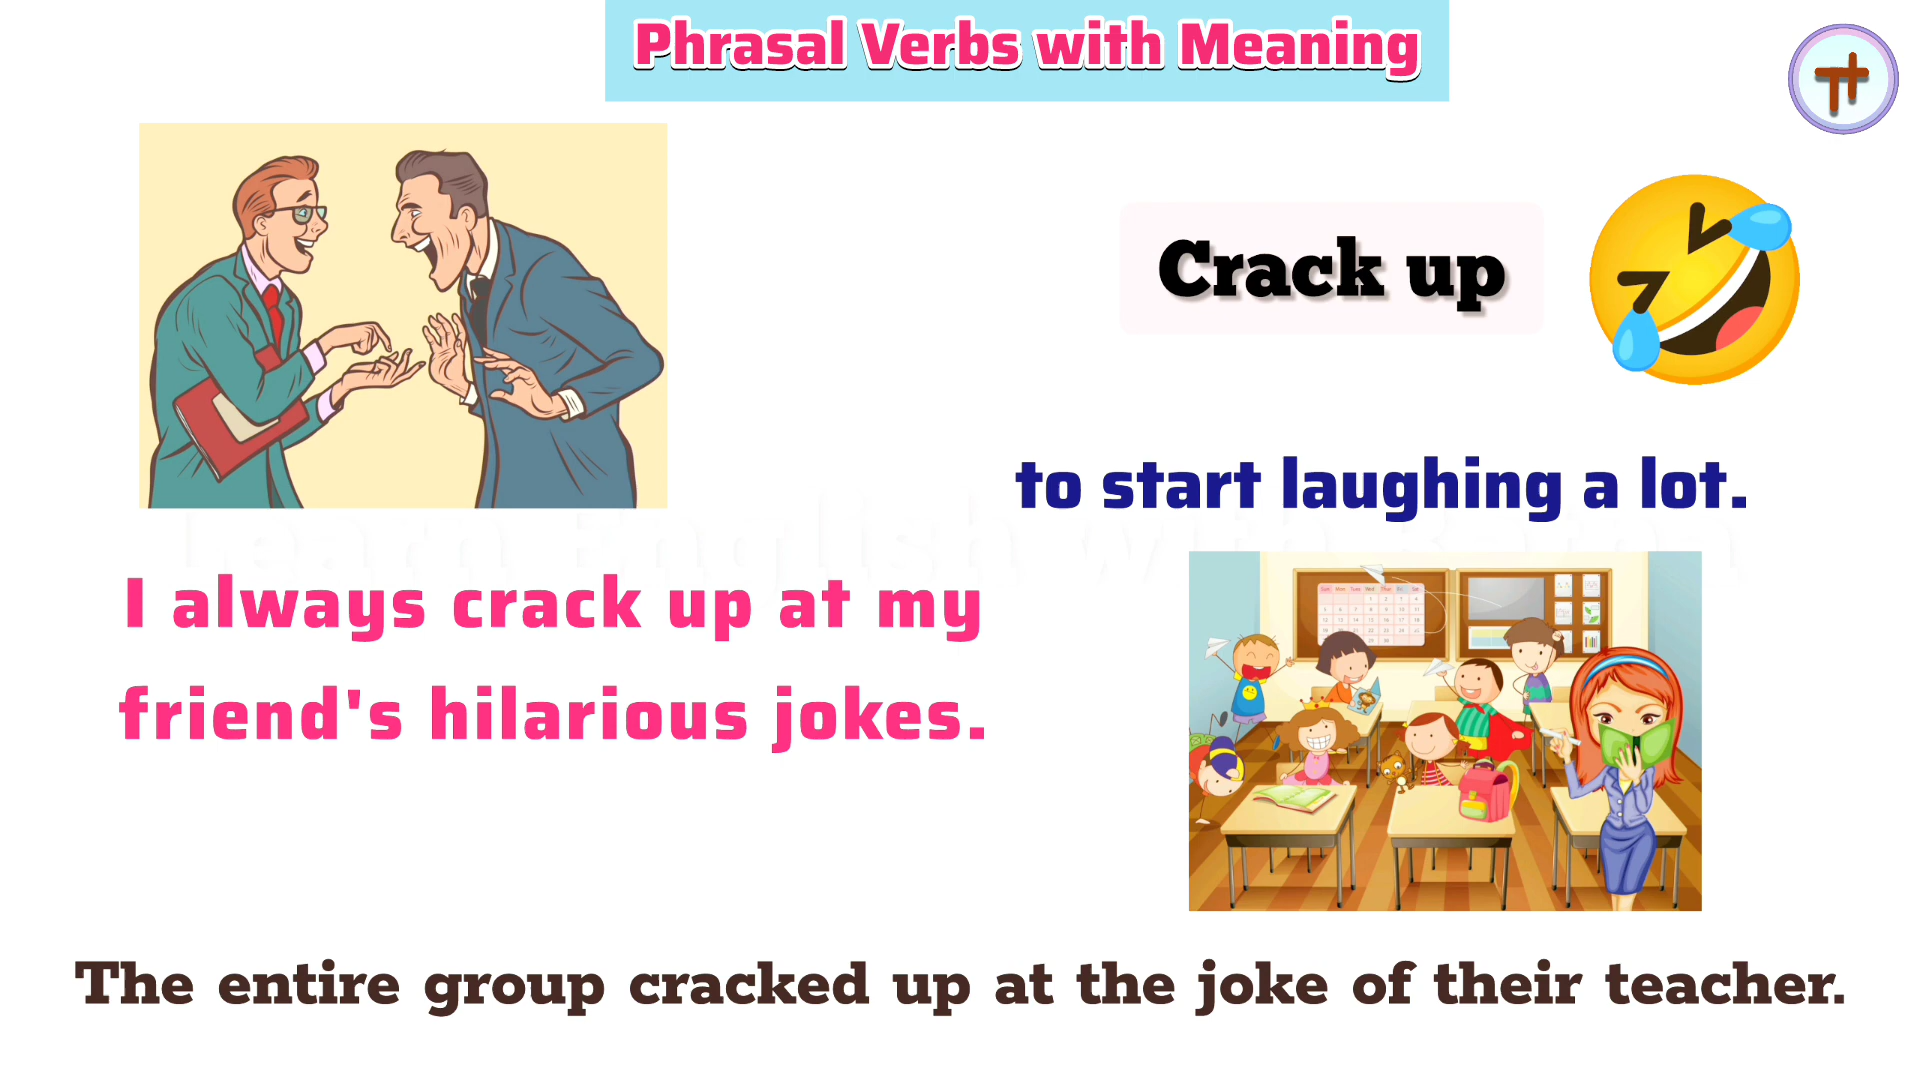 Phrasal Verbs with Meaning
Crack up
to start laughing a lot.
I always crack up at my
friend's hilarious jokes.
The entire group cracked up at the joke of their teacher.